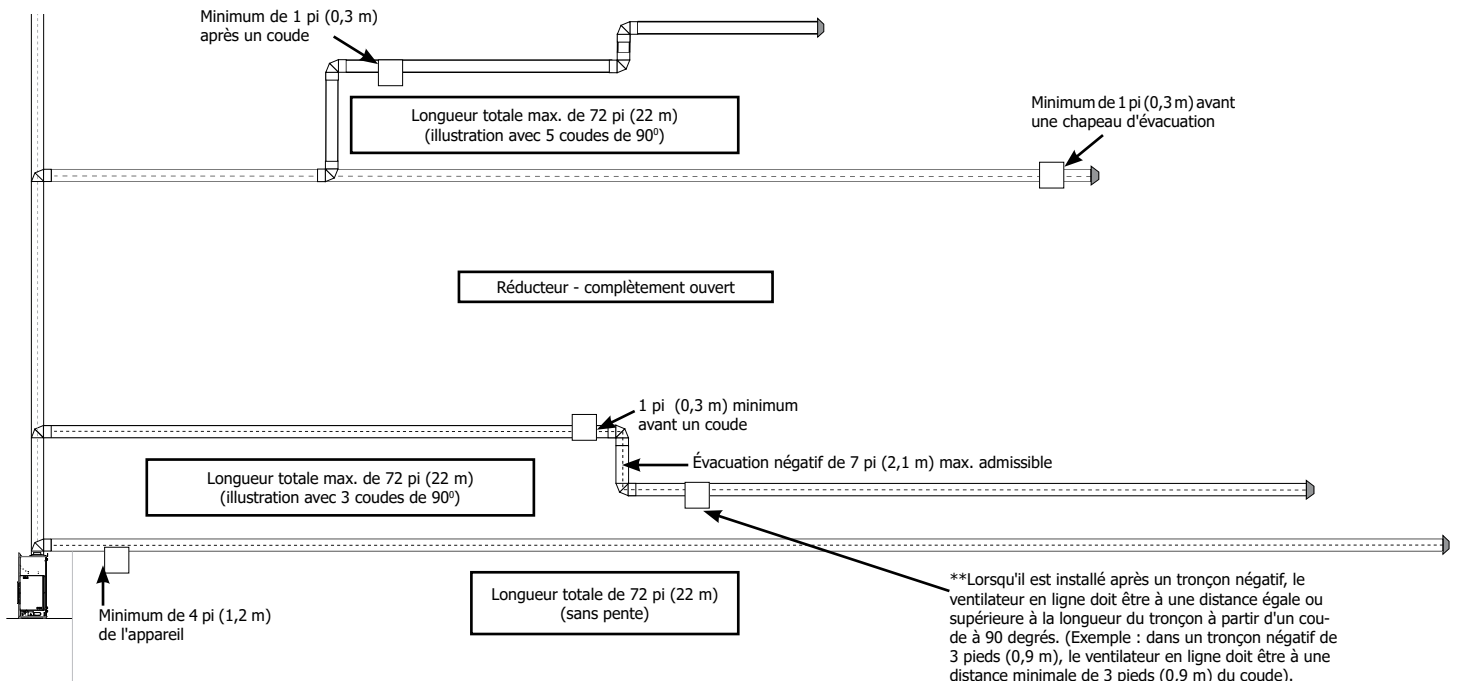 Minimum de 1 pi (0,3 m)
après un coude
Longueur totale max. de 72 pi (22 m)
(illustration avec 5 coudes de 90⁰)
Minimum de 1 pi (0,3 m) avant
une chapeau d'évacuation
Réducteur - complètement ouvert
1 pi (0,3 m) minimum
avant un coude
Évacuation négatif de 7 pi (2,1 m) max. admissible
Longueur totale max. de 72 pi (22 m)
(illustration avec 3 coudes de 90⁰)
Minimum de 4 pi (1,2 m)
de l'appareil
Longueur totale de 72 pi (22 m)
(sans pente)
**Lorsqu'il est installé après un tronçon négatif, le
ventilateur en ligne doit être à une distance égale ou
supérieure à la longueur du tronçon à partir d'un cou-
de à 90 degrés. (Exemple : dans un tronçon négatif de
3 pieds (0,9 m), le ventilateur en ligne doit être à une
distance minimale de 3 pieds (0,9 m) du coude).